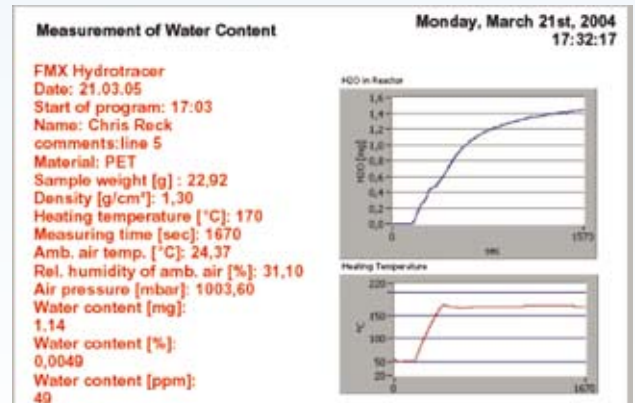 Measurement of Water Content
Monday, March 21st, 2004
17:32:17
FMX Hydrotracer
Date: 21.03.05
Start of program: 17:03
Name: Chris Reck
comments:line 5
Material: PET
Sample weight [g] : 22,92
Density [g/cm³]: 1,30
Heating temperature [°C]: 170
Measuring time [sec]: 1670
Amb. air temp. [°C]: 24,37
Rel. humidity of amb. air [%]: 31,10
Air pressure [mbar]: 1003,60
Water content [mg]:
1.14
Water content [%]:
0,0049
Water content [ppm]:
49
H2O in Reactor
H2O [mg]
1,6
1,4
1,2
1,0
0,8
0,6
0,4
0,2
0,0
0
1573
sec
Heating Temperature
°C
220
150
100
50
20
0
1670